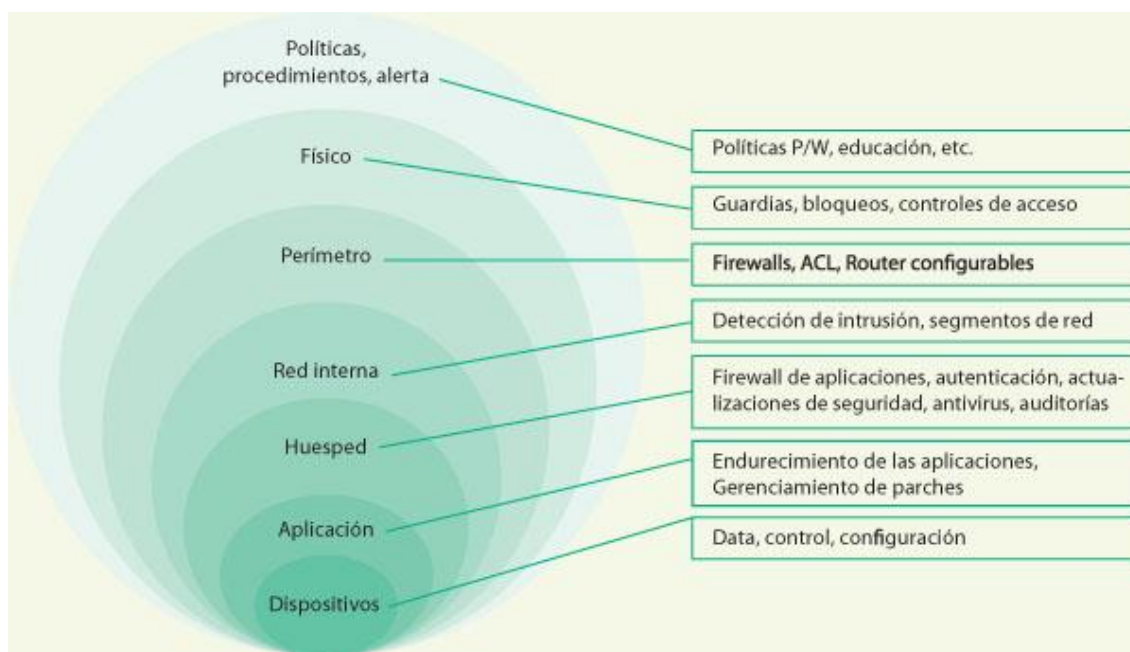 Políticas,
procedimientos, alerta
Físico
Perímetro
Red interna
Huesped
Aplicación
Dispositivos
Políticas P/W, educación, etc.
Guardias, bloqueos, controles de acceso
Firewalls, ACL, Router configurables
Detección de intrusión, segmentos de red
Firewall de aplicaciones, autenticación, actua-
lizaciones de seguridad, antivirus, auditorías
Endurecimiento de las aplicaciones,
Gerenciamiento de parches
Data, control, configuración